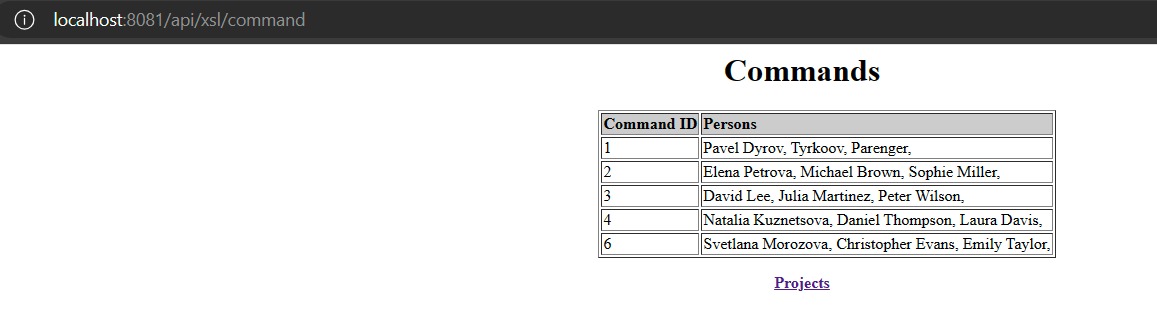 localhost:8081/api/xsl/command
Commands
Command ID Persons
1 Pavel Dyrov, Tyrkoov, Parenger,
2 Elena Petrova, Michael Brown, Sophie Miller,
3 David Lee, Julia Martinez, Peter Wilson,
4 Natalia Kuznetsova, Daniel Thompson, Laura Davis,
6 Svetlana Morozova, Christopher Evans, Emily Taylor,
Projects